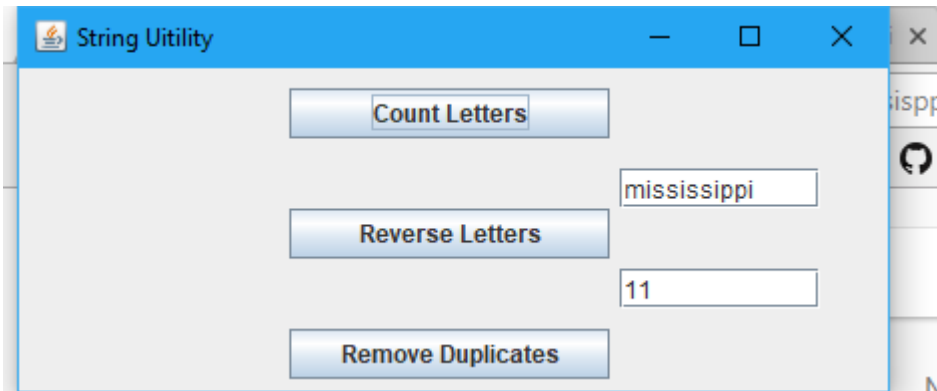 String Uitility
Count Letters
mississippi
Reverse Letters
11
Remove Duplicates